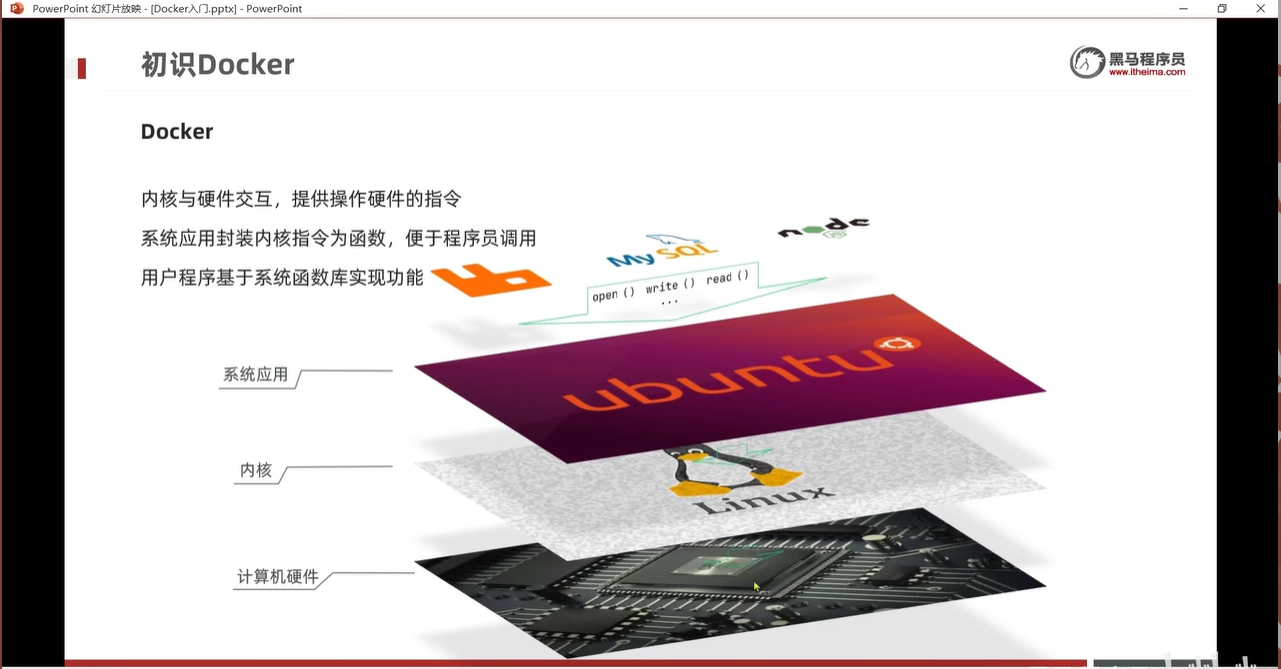 PowerPoint 幻灯片放映 - [Docker入门.pptx] - PowerPoint
初识Docker
黑马程序员
www.itheima.com
Docker
内核与硬件交互，提供操作硬件的指令
系统应用封装内核指令为函数，便于程序员调用
用户程序基于系统函数库实现功能
node
JS
MySQL
open () write () read ()
...
ubuntu
系统应用
内核
Linux
计算机硬件